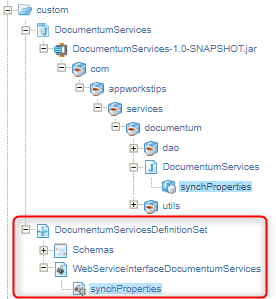 custom
DocumentumServices
DocumentumServices-1.0-SNAPSHOT.jar
com
appworkstips
services
documentum
dao
DocumentumServices
synchProperties
utils
DocumentumServicesDefinitionSet
Schemas
WebServiceInterfaceDocumentumServices
synchProperties